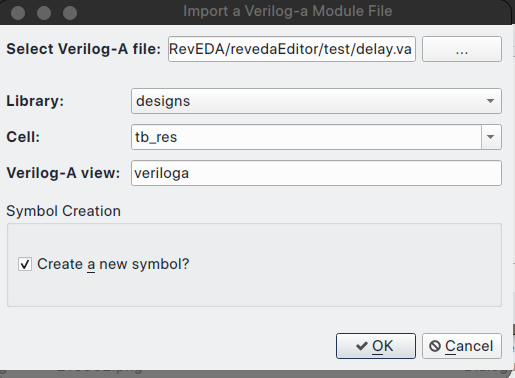 Import a Verilog-a Module File
Select Verilog-A file: RevEDA/revedaEditor/test/delay.va ...
Library: designs
Cell: tb_res
Verilog-A view: veriloga
Symbol Creation
Create a new symbol?
OK Cancel